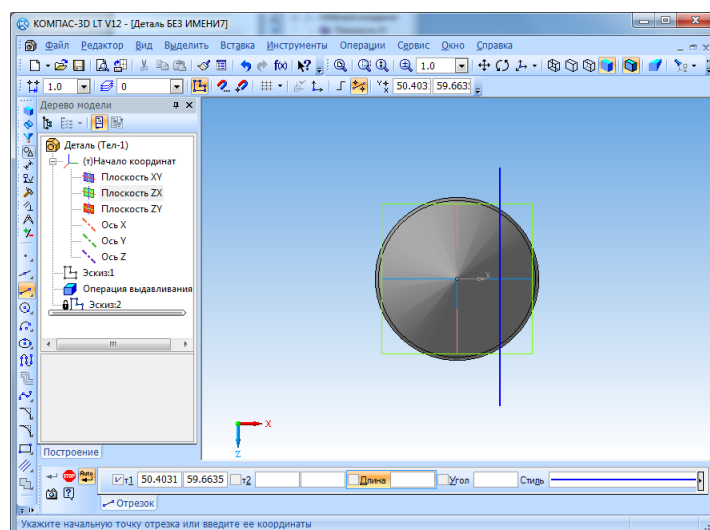 КОМПАС-3D LT V12 - [Деталь БЕЗ ИМЕНИ7]
Файл Редактор Вид Выделить Вставка Инструменты Операции Сервис Окно Справка
f(x) 1.0
1.0 0 50.403 59.6635
Дерево модели
Деталь (Тел-1)
(т)Начало координат
Плоскость XY
Плоскость ZX
Плоскость ZY
Ось X
Ось Y
Ось Z
Эскиз:1
Операция выдавливания
Эскиз:2
X
X
Z
Построение
STOP Auto т1 50.4031 59.6635 т2 Длина Угол Стиль
Отрезок
Укажите начальную точку отрезка или введите ее координаты